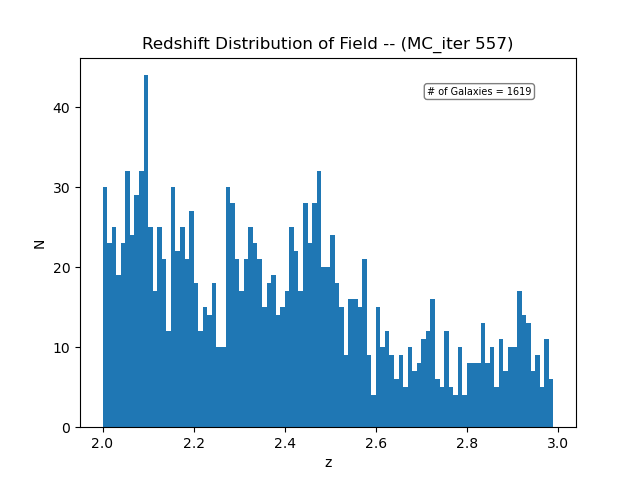 Redshift Distribution of Field -- (MC_iter 557)
# of Galaxies = 1619
40
30
20
10
0
N
2.0 2.2 2.4 2.6 2.8 3.0
z